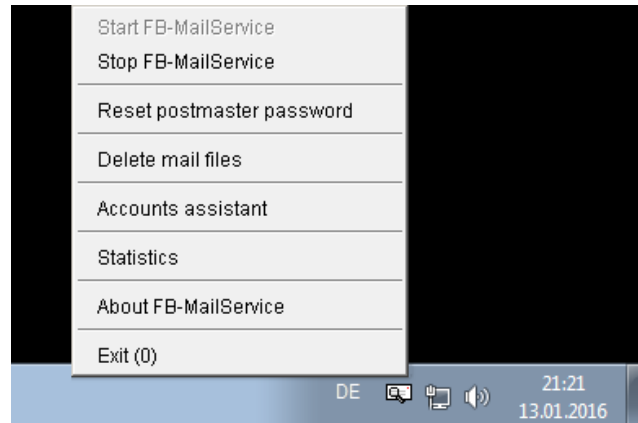 Start FB-MailService
Stop FB-MailService
Reset postmaster password
Delete mail files
Accounts assistant
Statistics
About FB-MailService
Exit (0)
DE
21:21
13.01.2016